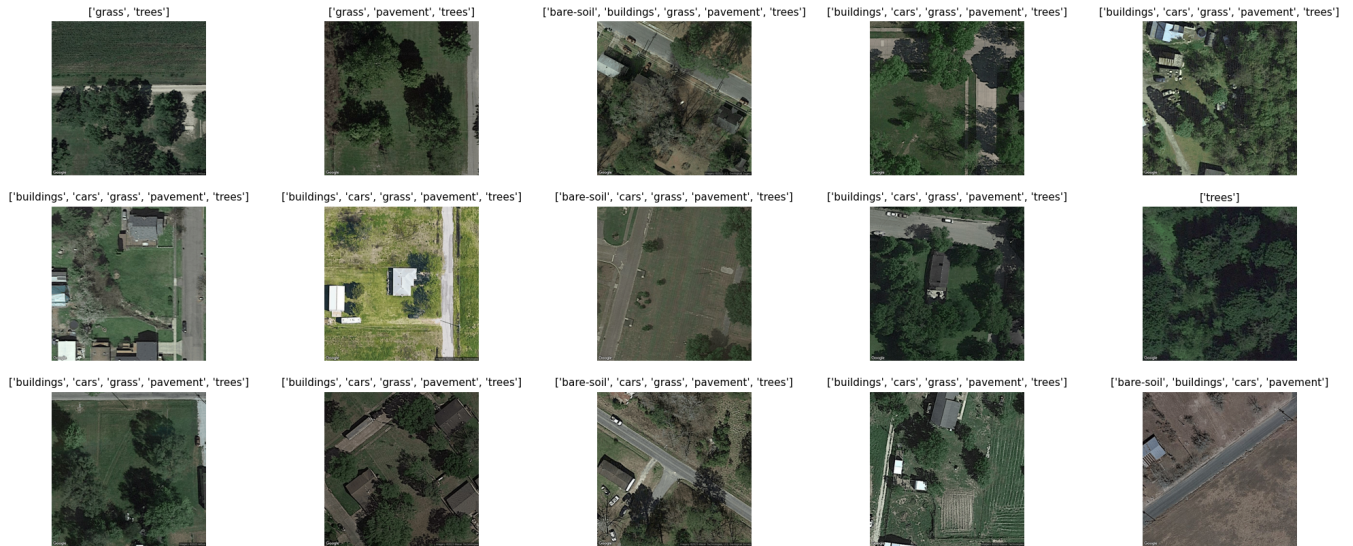 ['grass', 'trees']
['grass', 'pavement', 'trees']
['bare-soil', 'buildings', 'grass', 'pavement', 'trees']
['buildings', 'cars', 'grass', 'pavement', 'trees']
['buildings', 'cars', 'grass', 'pavement', 'trees']
['buildings', 'cars', 'grass', 'pavement', 'trees']
['buildings', 'cars', 'grass', 'pavement', 'trees']
['bare-soil', 'cars', 'grass', 'pavement', 'trees']
['buildings', 'cars', 'grass', 'pavement', 'trees']
['trees']
['buildings', 'cars', 'grass', 'pavement', 'trees']
['buildings', 'cars', 'grass', 'pavement', 'trees']
['bare-soil', 'cars', 'grass', 'pavement', 'trees']
['buildings', 'cars', 'grass', 'pavement', 'trees']
['bare-soil', 'buildings', 'cars', 'pavement']